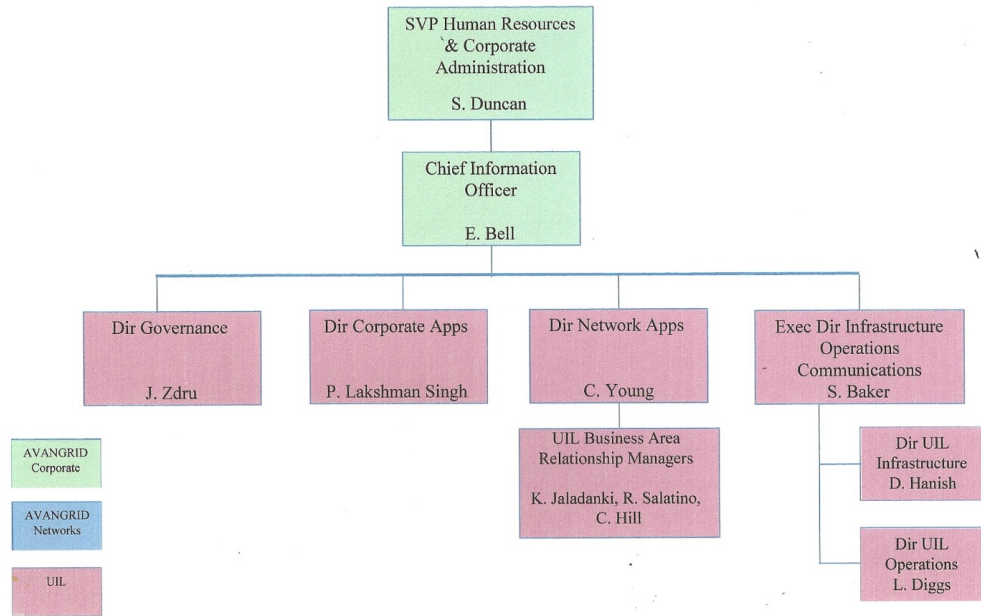 SVP Human Resources
& Corporate
Administration
S. Duncan
Chief Information
Officer
E. Bell
Dir Governance
J. Zdru
Dir Corporate Apps
P. Lakshman Singh
Dir Network Apps
C. Young
Exec Dir Infrastructure
Operations
Communications
S. Baker
UIL Business Area
Relationship Managers
K. Jaladanki, R. Salatino,
C. Hill
Dir UIL
Infrastructure
D. Hanish
Dir UIL
Operations
L. Diggs
AVANGRID
Corporate
AVANGRID
Networks
UIL